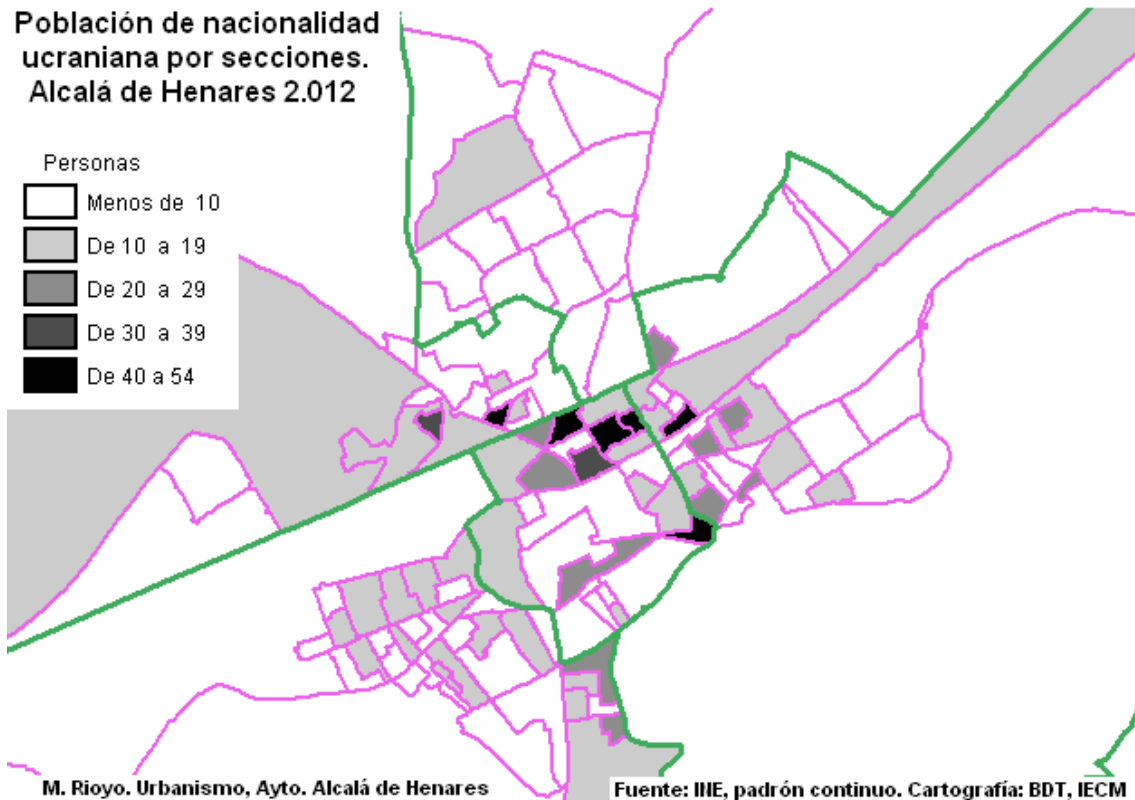 Población de nacionalidad
ucraniana por secciones.
Alcalá de Henares 2.012
Personas
Menos de 10
De 10 a 19
De 20 a 29
De 30 a 39
De 40 a 54
M. Rioyo. Urbanismo, Ayto. Alcalá de Henares
Fuente: INE, padrón continuo. Cartografía: BDT, IECM